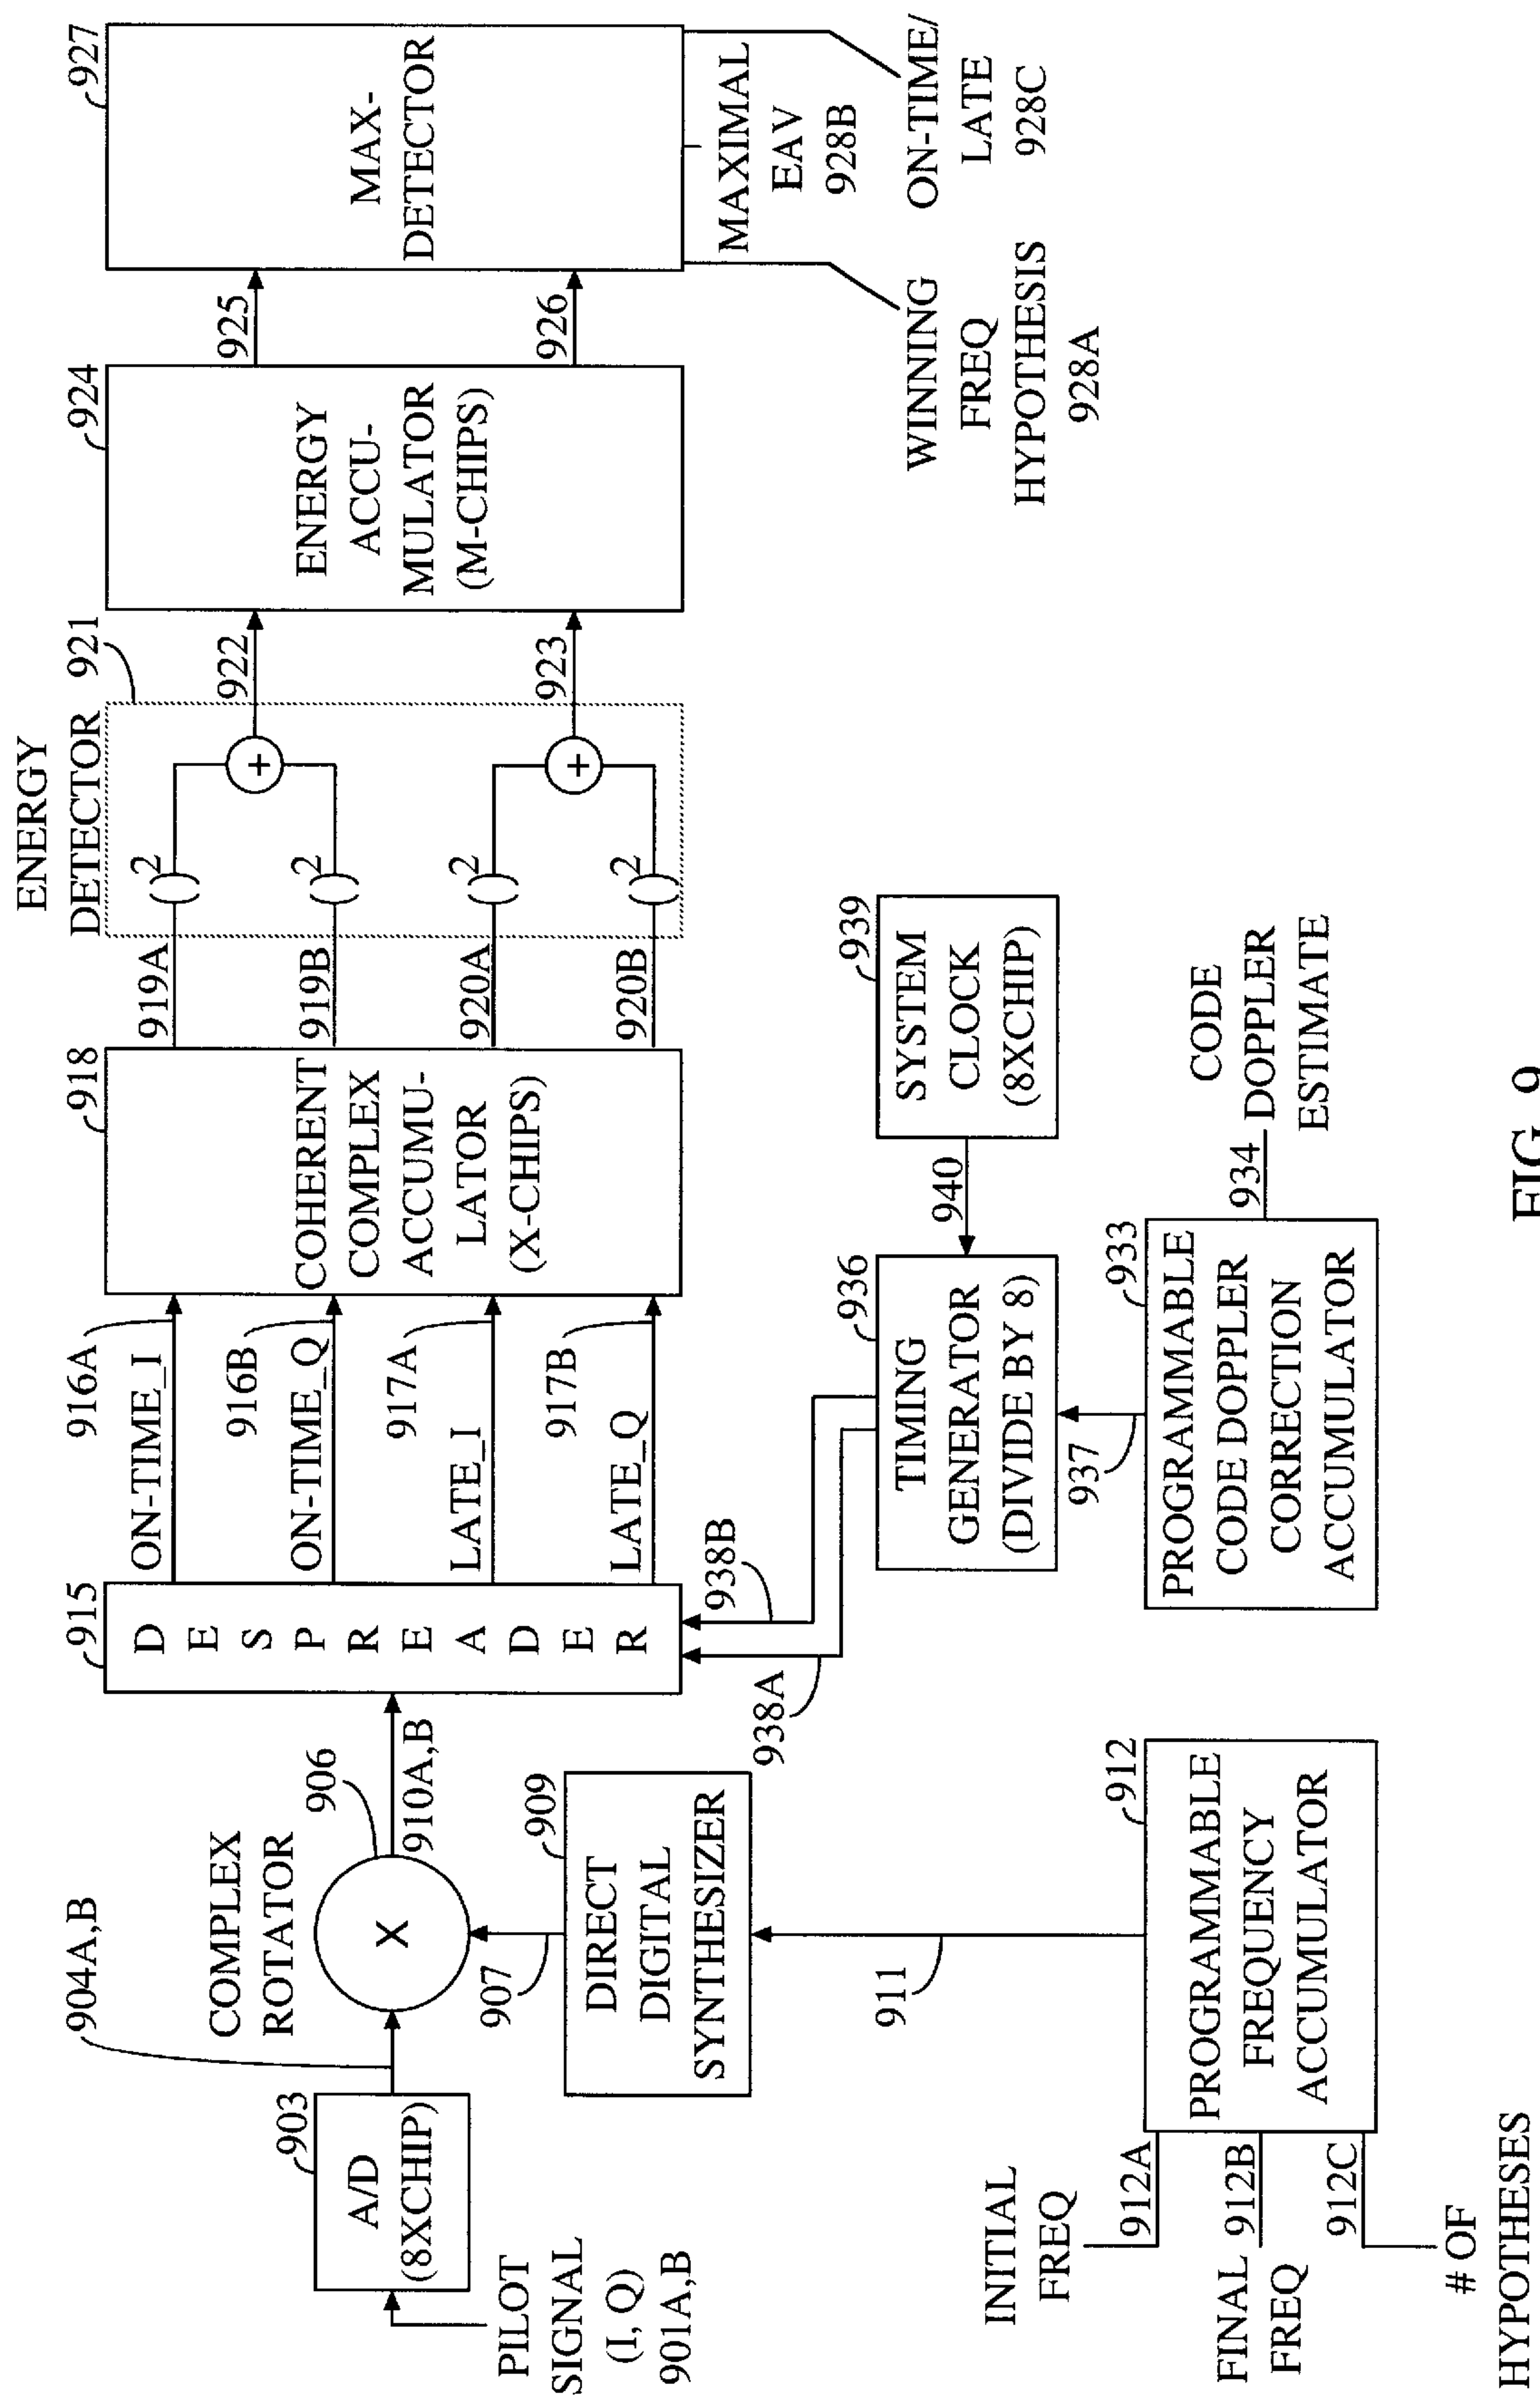 PILOT
SIGNAL
(I, Q)
901A,B
903
A/D
(8XCHIP)
904A,B
COMPLEX
ROTATOR
906
X
910A,B
907
909
DIRECT
DIGITAL
SYNTHESIZER
911
912
PROGRAMMABLE
FREQUENCY
ACCUMULATOR
INITIAL
FREQ
912A
FINAL
FREQ
912B
912C
# OF
HYPOTHESES
915
D
E
S
P
R
E
A
D
E
R
916A
ON-TIME_I
916B
ON-TIME_Q
917A
LATE_I
917B
LATE_Q
938A
938B
918
COHERENT
COMPLEX
ACCUMU-
LATOR
(X-CHIPS)
936
TIMING
GENERATOR
(DIVIDE BY 8)
937
933
PROGRAMMABLE
CODE DOPPLER
CORRECTION
ACCUMULATOR
934
CODE
DOPPLER
ESTIMATE
940
939
SYSTEM
CLOCK
(8XCHIP)
919A
919B
920A
920B
ENERGY
DETECTOR
921
( )2
( )2
( )2
( )2
+
+
922
923
924
ENERGY
ACCU-
MULATOR
(M-CHIPS)
925
926
927
MAX-
DETECTOR
WINNING
FREQ
HYPOTHESIS
928A
MAXIMAL
EAV
928B
ON-TIME/
LATE
928C
FIG. 9